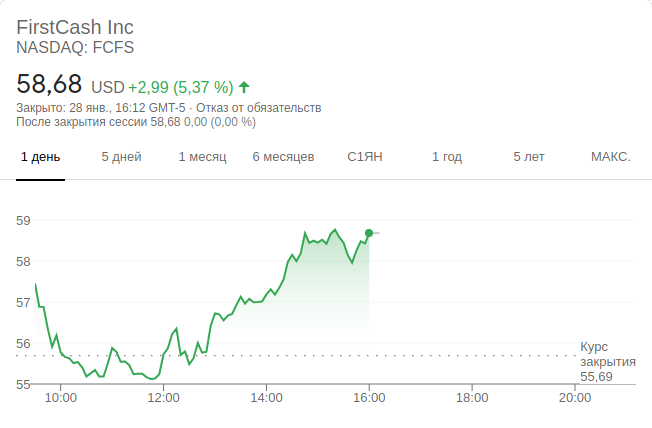 FirstCash Inc
NASDAQ: FCFS
58,68 USD +2,99 (5,37 %)
Закрыто: 28 янв., 16:12 GMT-5 · Отказ от обязательств
После закрытия сессии 58,68 0,00 (0,00 %)
1 день 5 дней 1 месяц 6 месяцев С1ЯН 1 год 5 лет МАКС.
59
58
57
56
55
Курс
закрытия
55,69
10:00 12:00 14:00 16:00 18:00 20:00